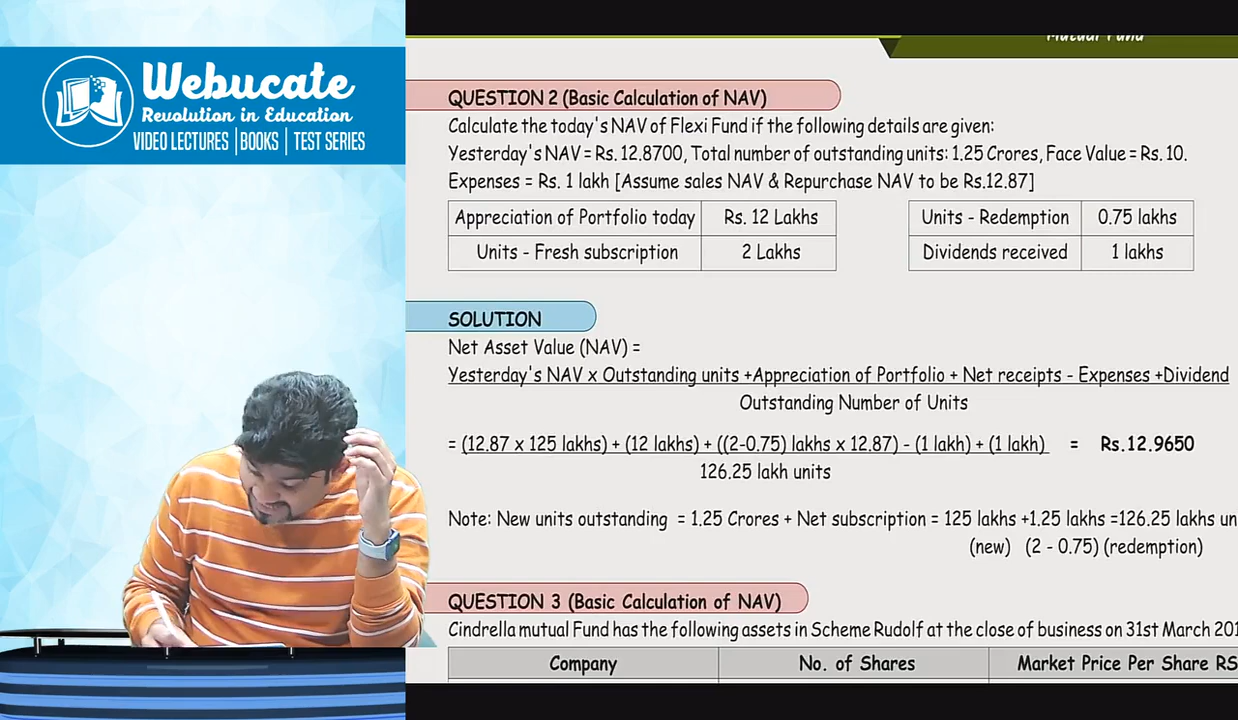 Webucate
Revolution in Education
VIDEO LECTURES | BOOKS | TEST SERIES
Mutual Fund
QUESTION 2 (Basic Calculation of NAV)
Calculate the today's NAV of Flexi Fund if the following details are given:
Yesterday's NAV = Rs. 12.8700, Total number of outstanding units: 1.25 Crores, Face Value = Rs. 10.
Expenses = Rs. 1 lakh [Assume sales NAV & Repurchase NAV to be Rs.12.87]
Appreciation of Portfolio today Rs. 12 Lakhs Units - Redemption 0.75 lakhs
Units - Fresh subscription 2 Lakhs Dividends received 1 lakhs
SOLUTION
Net Asset Value (NAV) =
Yesterday's NAV x Outstanding units +Appreciation of Portfolio + Net receipts - Expenses +Dividend
Outstanding Number of Units
= (12.87 x 125 lakhs) + (12 lakhs) + ((2-0.75) lakhs x 12.87) - (1 lakh) + (1 lakh) = Rs.12.9650
126.25 lakh units
Note: New units outstanding = 1.25 Crores + Net subscription = 125 lakhs +1.25 lakhs =126.25 lakhs un
(new) (2 - 0.75) (redemption)
QUESTION 3 (Basic Calculation of NAV)
Cindrella mutual Fund has the following assets in Scheme Rudolf at the close of business on 31st March 201
Company No. of Shares Market Price Per Share RS